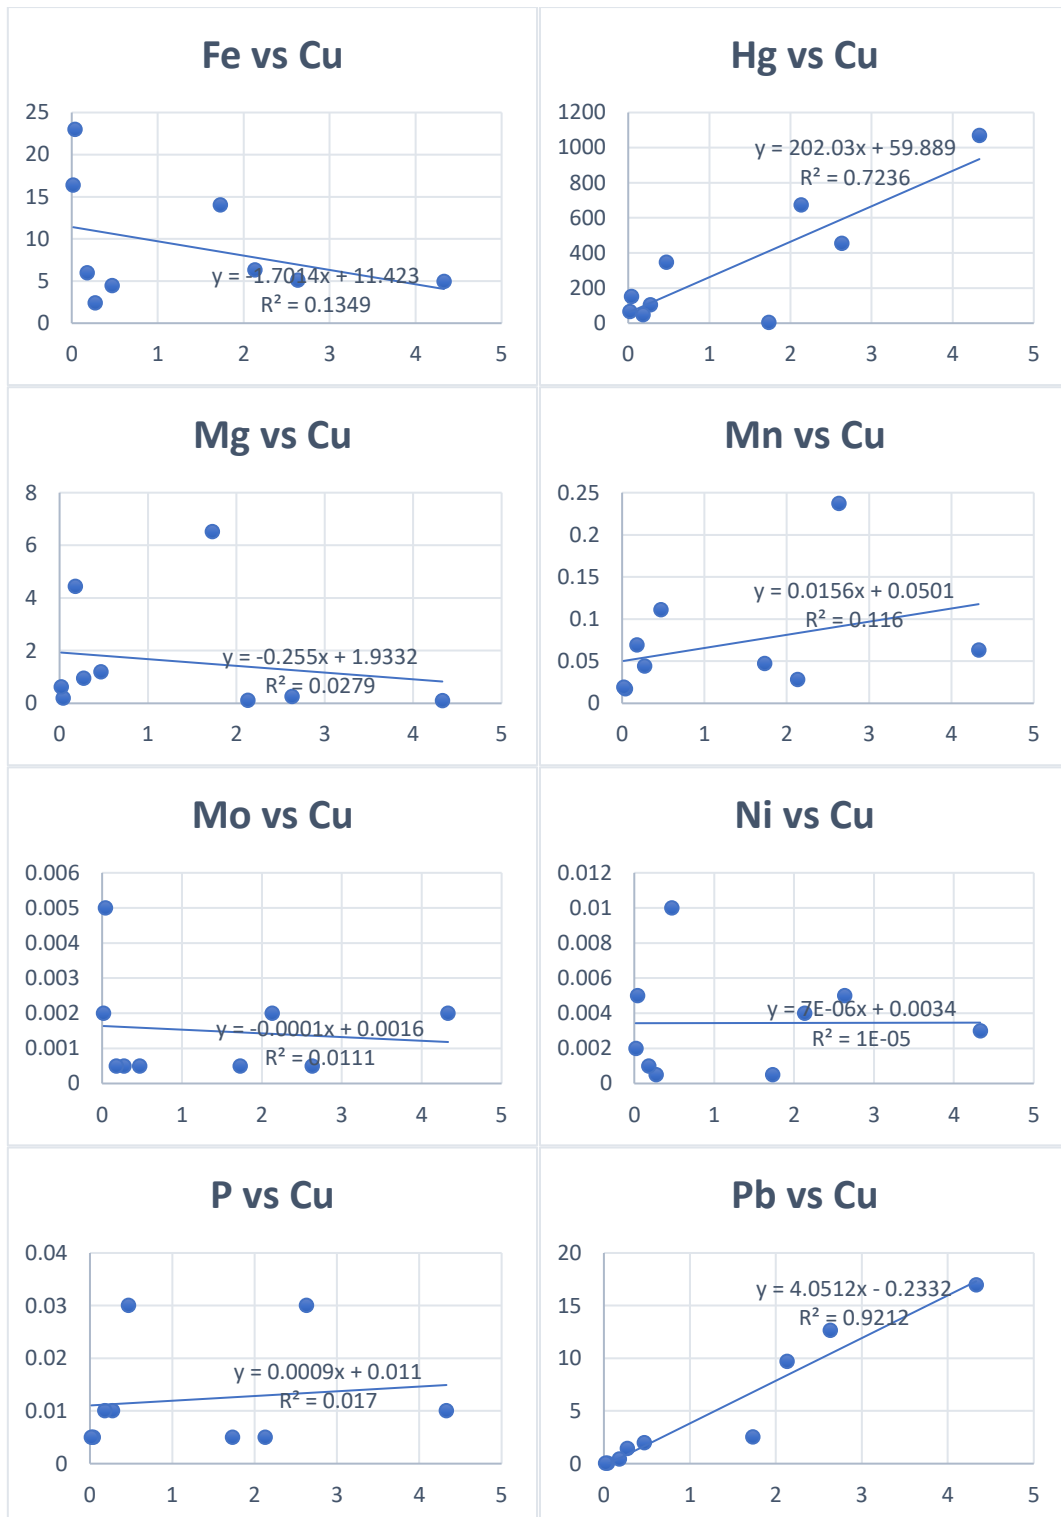 Fe vs Cu
25
20
15
10
5
0
y = -1.7014x + 11.423
R² = 0.1349
0 1 2 3 4 5
Hg vs Cu
1200
1000
800
600
400
200
0
y = 202.03x + 59.889
R² = 0.7236
0 1 2 3 4 5
Mg vs Cu
8
6
4
2
0
y = -0.255x + 1.9332
R² = 0.0279
0 1 2 3 4 5
Mn vs Cu
0.25
0.2
0.15
0.1
0.05
0
y = 0.0156x + 0.0501
R² = 0.116
0 1 2 3 4 5
Mo vs Cu
0.006
0.005
0.004
0.003
0.002
0.001
0
y = -0.0001x + 0.0016
R² = 0.0111
0 1 2 3 4 5
Ni vs Cu
0.012
0.01
0.008
0.006
0.004
0.002
0
y = 7E-06x + 0.0034
R² = 1E-05
0 1 2 3 4 5
P vs Cu
0.04
0.03
0.02
0.01
0
y = 0.0009x + 0.011
R² = 0.017
0 1 2 3 4 5
Pb vs Cu
20
15
10
5
0
y = 4.0512x - 0.2332
R² = 0.9212
0 1 2 3 4 5